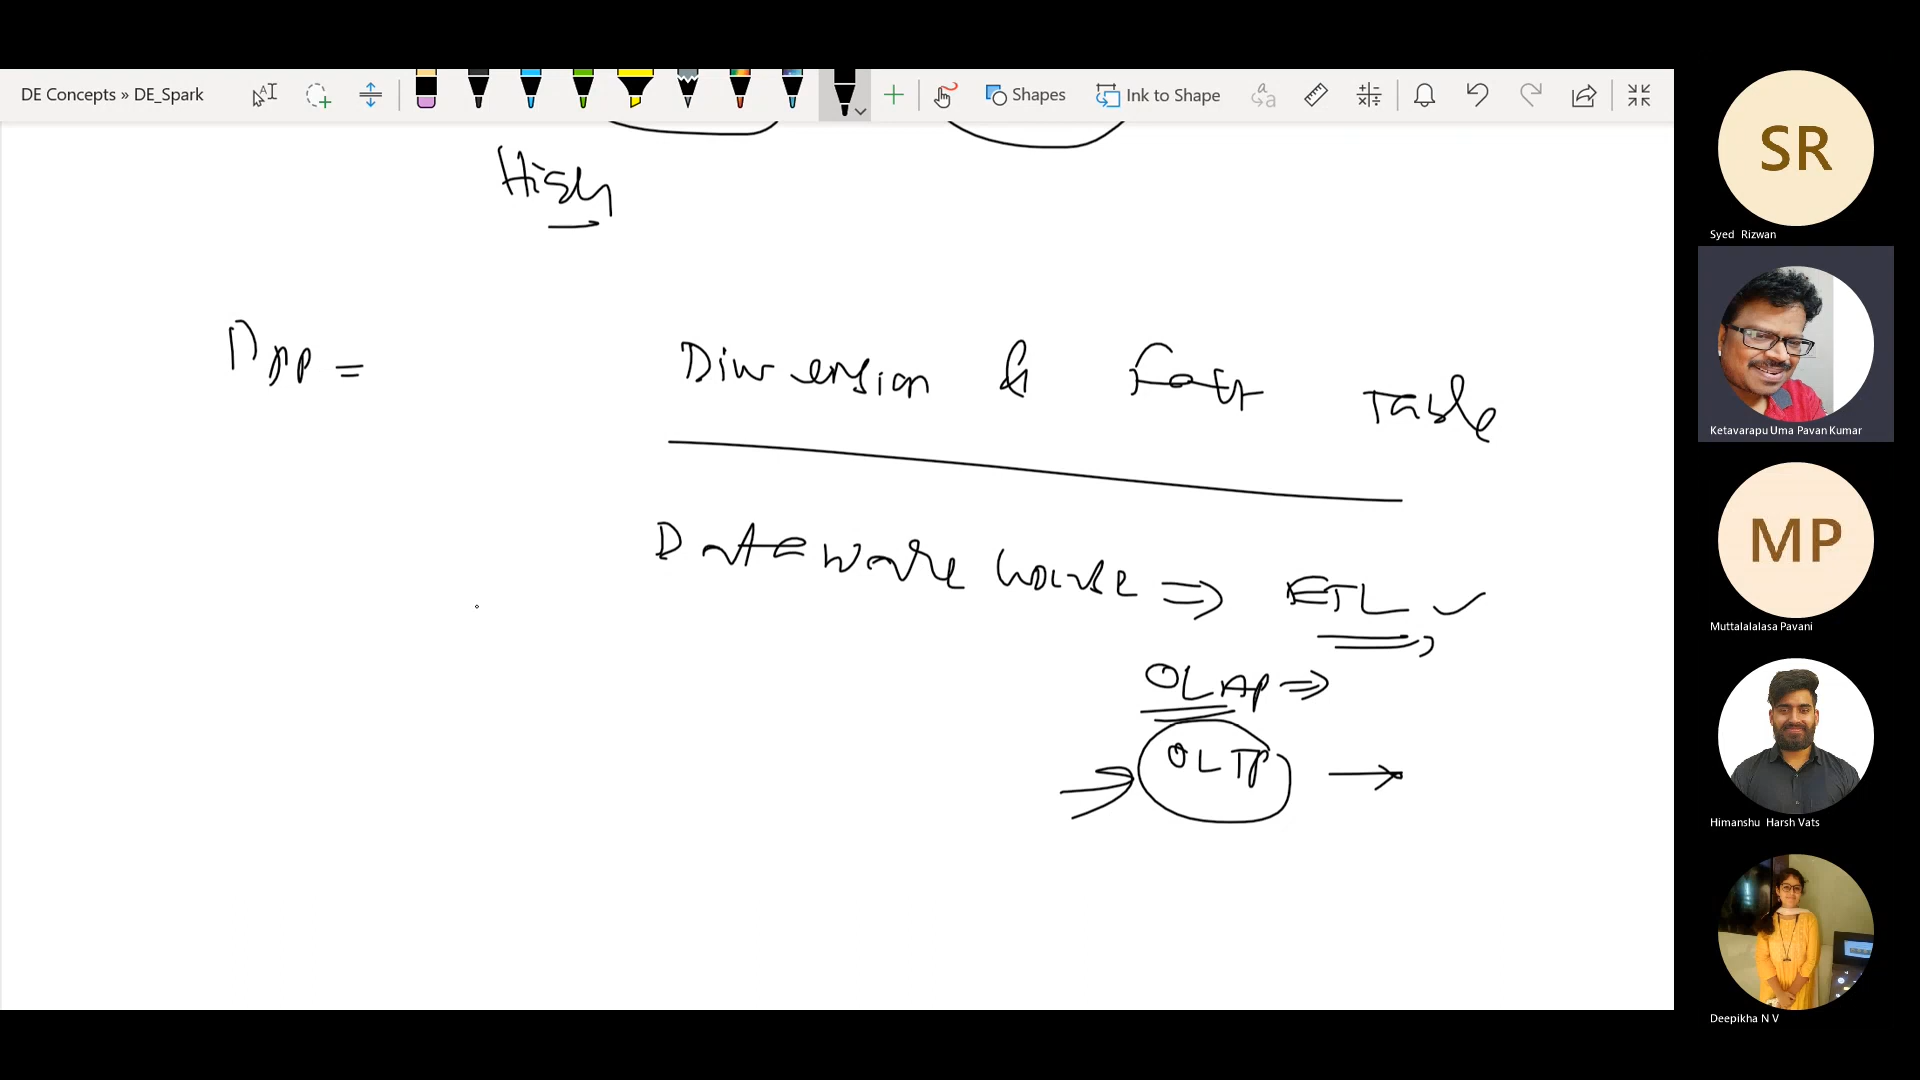 DE Concepts » DE_Spark
Shapes
Ink to Shape
High
Dimension & Fact Table
Dataware house ⇒ ETL ✓
OLAP ⇒
OLTP →
SR
Syed Rizwan
Ketavarapu Uma Pavan Kumar
MP
Muttalalalasa Pavani
Himanshu Harsh Vats
Deepikha N V